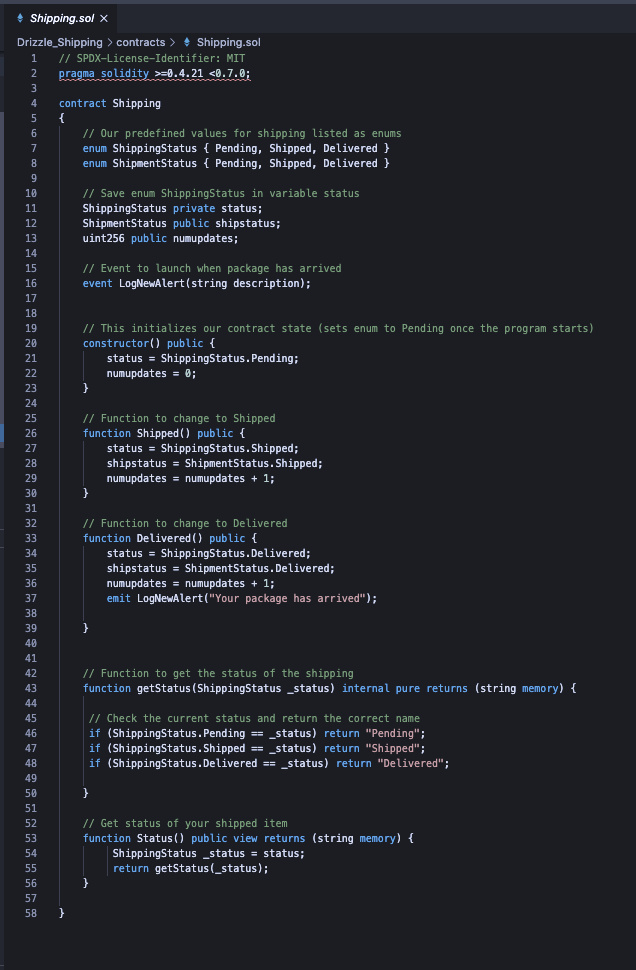 Shipping.sol ×
Drizzle_Shipping > contracts > Shipping.sol
1 // SPDX-License-Identifier: MIT
2 pragma solidity >=0.4.21 <0.7.0;
3
4 contract Shipping
5 {
6 // Our predefined values for shipping listed as enums
7 enum ShippingStatus { Pending, Shipped, Delivered }
8 enum ShipmentStatus { Pending, Shipped, Delivered }
9
10 // Save enum ShippingStatus in variable status
11 ShippingStatus private status;
12 ShipmentStatus public shipstatus;
13 uint256 public numupdates;
14
15 // Event to launch when package has arrived
16 event LogNewAlert(string description);
17
18
19 // This initializes our contract state (sets enum to Pending once the program starts)
20 constructor() public {
21 status = ShippingStatus.Pending;
22 numupdates = 0;
23 }
24
25 // Function to change to Shipped
26 function Shipped() public {
27 status = ShippingStatus.Shipped;
28 shipstatus = ShipmentStatus.Shipped;
29 numupdates = numupdates + 1;
30 }
31
32 // Function to change to Delivered
33 function Delivered() public {
34 status = ShippingStatus.Delivered;
35 shipstatus = ShipmentStatus.Delivered;
36 numupdates = numupdates + 1;
37 emit LogNewAlert("Your package has arrived");
38
39 }
40
41
42 // Function to get the status of the shipping
43 function getStatus(ShippingStatus _status) internal pure returns (string memory) {
44
45 // Check the current status and return the correct name
46 if (ShippingStatus.Pending == _status) return "Pending";
47 if (ShippingStatus.Shipped == _status) return "Shipped";
48 if (ShippingStatus.Delivered == _status) return "Delivered";
49
50 }
51
52 // Get status of your shipped item
53 function Status() public view returns (string memory) {
54 ShippingStatus _status = status;
55 return getStatus(_status);
56 }
57
58 }